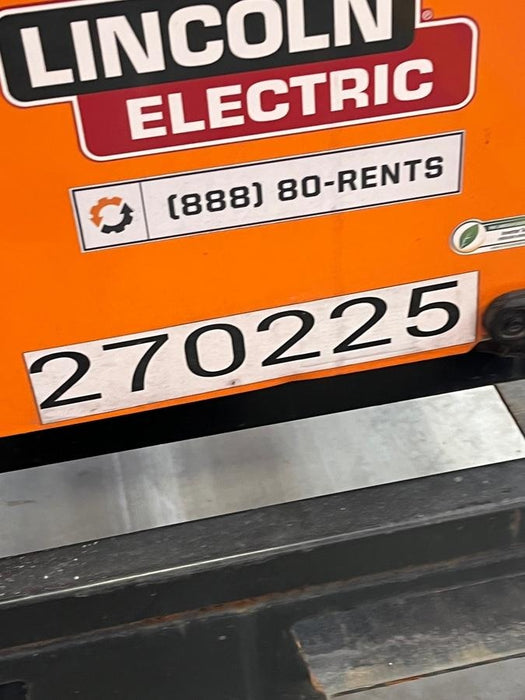 LINCOLN
®
ELECTRIC
(888) 80-RENTS
270225